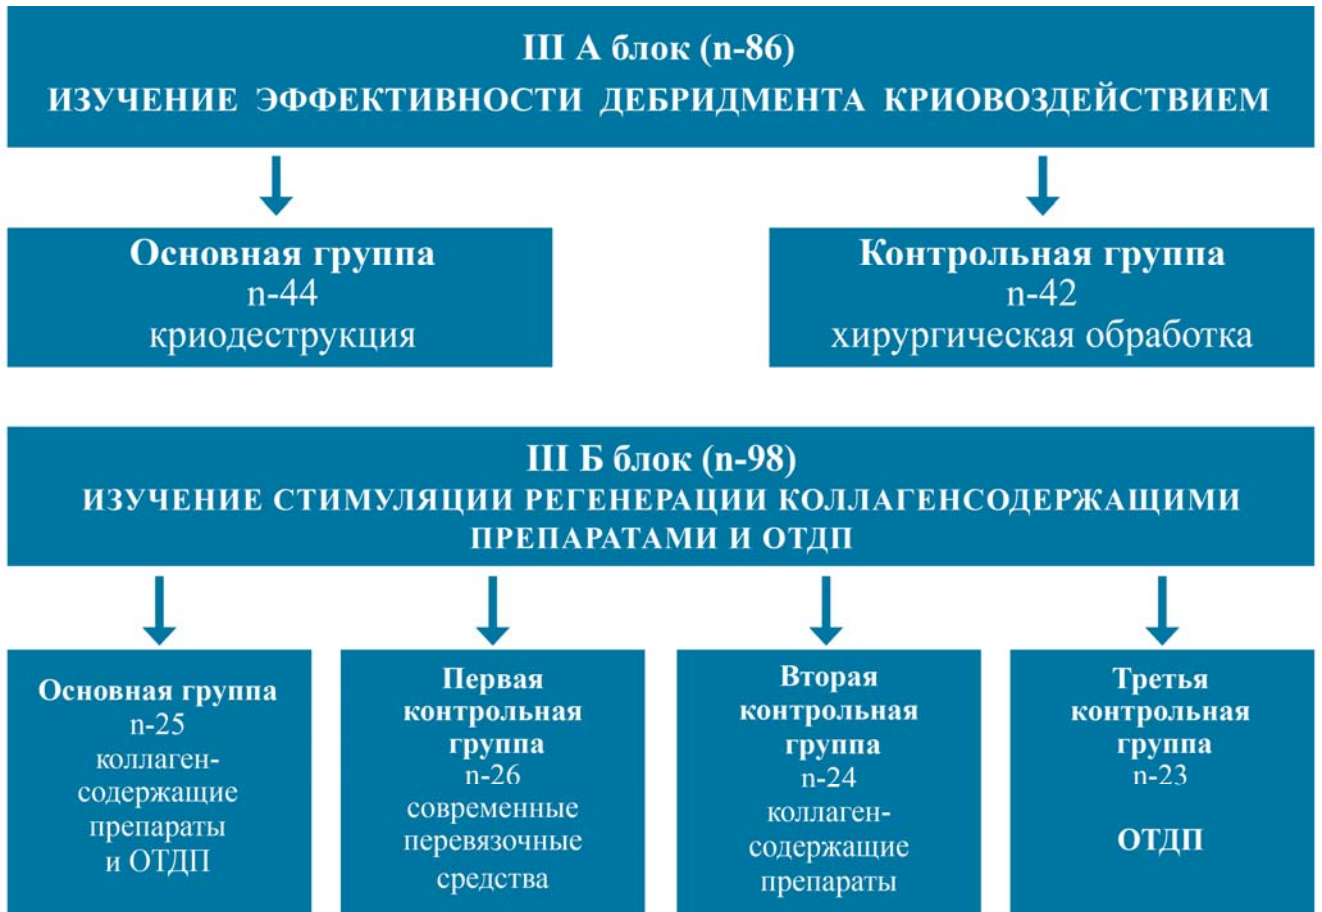 III А блок (n-86)
ИЗУЧЕНИЕ ЭФФЕКТИВНОСТИ ДЕБРИДМЕНТА КРИОВОЗДЕЙСТВИЕМ
Основная группа
n-44
криодеструкция
Контрольная группа
n-42
хирургическая обработка
III Б блок (n-98)
ИЗУЧЕНИЕ СТИМУЛЯЦИИ РЕГЕНЕРАЦИИ КОЛЛАГЕНСОДЕРЖАЩИМИ
ПРЕПАРАТАМИ И ОТДП
Основная группа
n-25
коллаген-
содержащие
препараты
и ОТДП
Первая
контрольная
группа
n-26
современные
перевязочные
средства
Вторая
контрольная
группа
n-24
коллаген-
содержащие
препараты
Третья
контрольная
группа
n-23
ОТДП